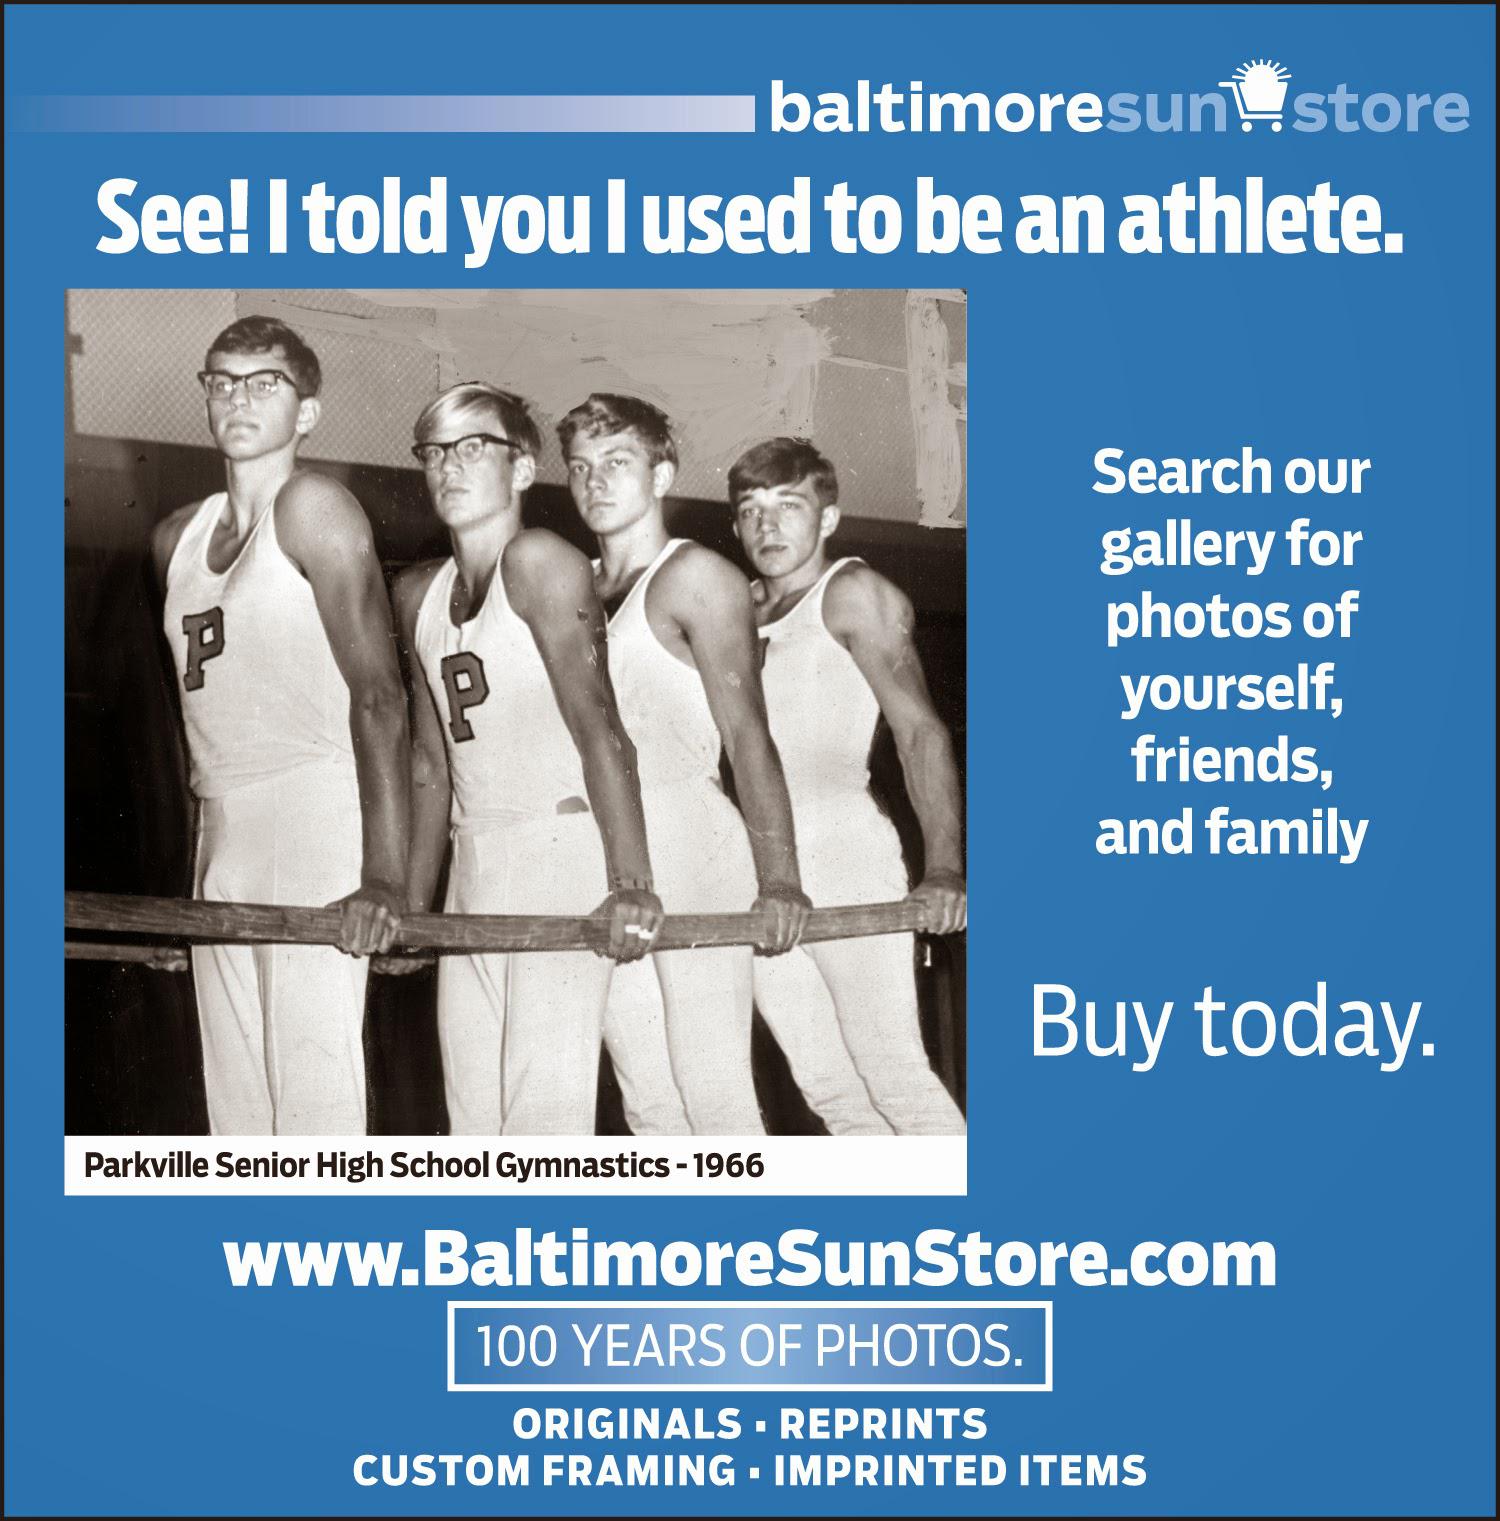 baltimoresun store
See! I told you I used to be an athlete.
P
P
Search our
gallery for
photos of
yourself,
friends,
and family
Buy today.
Parkville Senior High School Gymnastics - 1966
www.BaltimoreSunStore.com
100 YEARS OF PHOTOS.
ORIGINALS · REPRINTS
CUSTOM FRAMING · IMPRINTED ITEMS